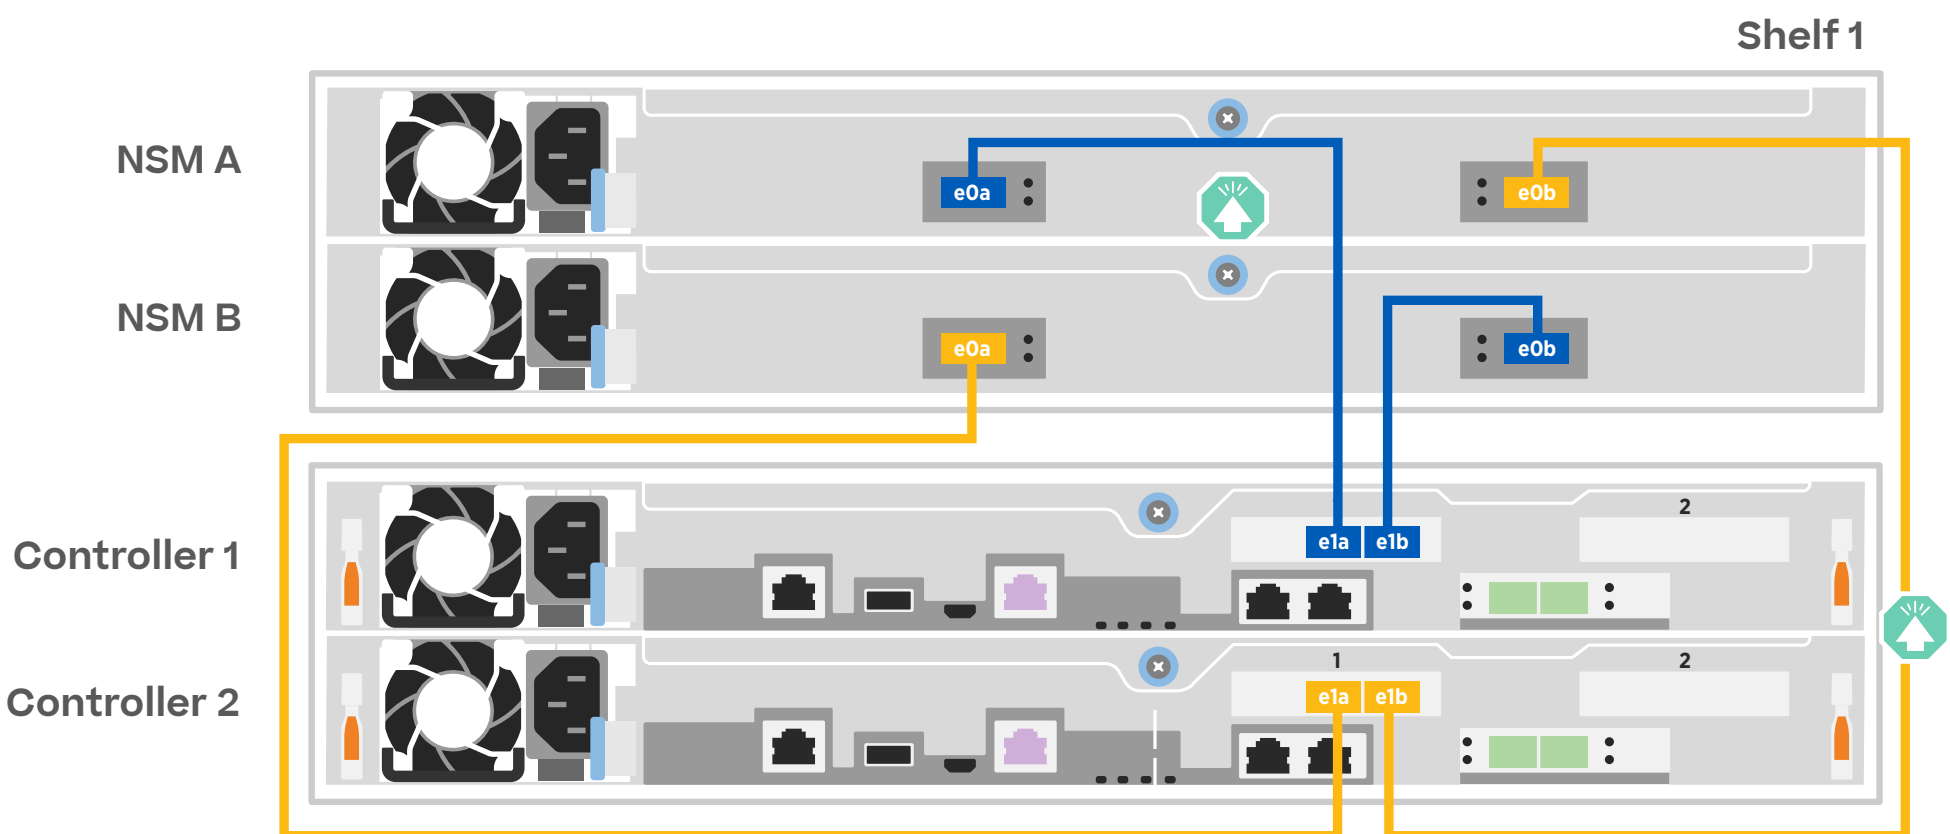 Shelf 1
NSM A
e0a
e0b
NSM B
e0a
e0b
Controller 1
2
e1a e1b
Controller 2
1
2
e1a e1b